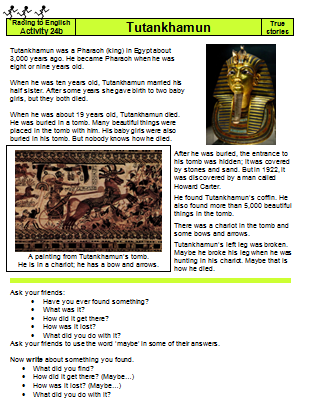 Racing to English
Activity 24b
Tutankhamun
True
stories
Tutankhamun was a Pharaoh (king) in Egypt about
3,000 years ago. He became Pharaoh when he was
eight or nine years old.
When he was ten years old, Tutankhamun married his
half sister. After some years she gave birth to two baby
girls, but they both died.
When he was about 19 years old, Tutankhamun died.
He was buried in a tomb. Many beautiful things were
placed in the tomb with him. His baby girls were also
buried in his tomb. But nobody knows how he died.
After he was buried, the entrance to
his tomb was hidden; it was covered
by stones and sand. But in 1922, it
was discovered by a man called
Howard Carter.
He found Tutankhamun's coffin. He
also found more than 5,000 beautiful
things in the tomb.
There was a chariot in the tomb and
some bows and arrows.
Tutankhamun's left leg was broken.
Maybe he broke his leg when he was
hunting in his chariot. Maybe that is
how he died.
A painting from Tutankhamun's tomb.
He is in a chariot; he has a bow and arrows.
Ask your friends:
• Have you ever found something?
• What was it?
• How did it get there?
• How was it lost?
• What did you do with it?
Ask your friends to use the word 'maybe' in some of their answers.
Now write about something you found.
• What did you find?
• How did it get there? (Maybe...)
• How was it lost? (Maybe...)
• What did you do with it?